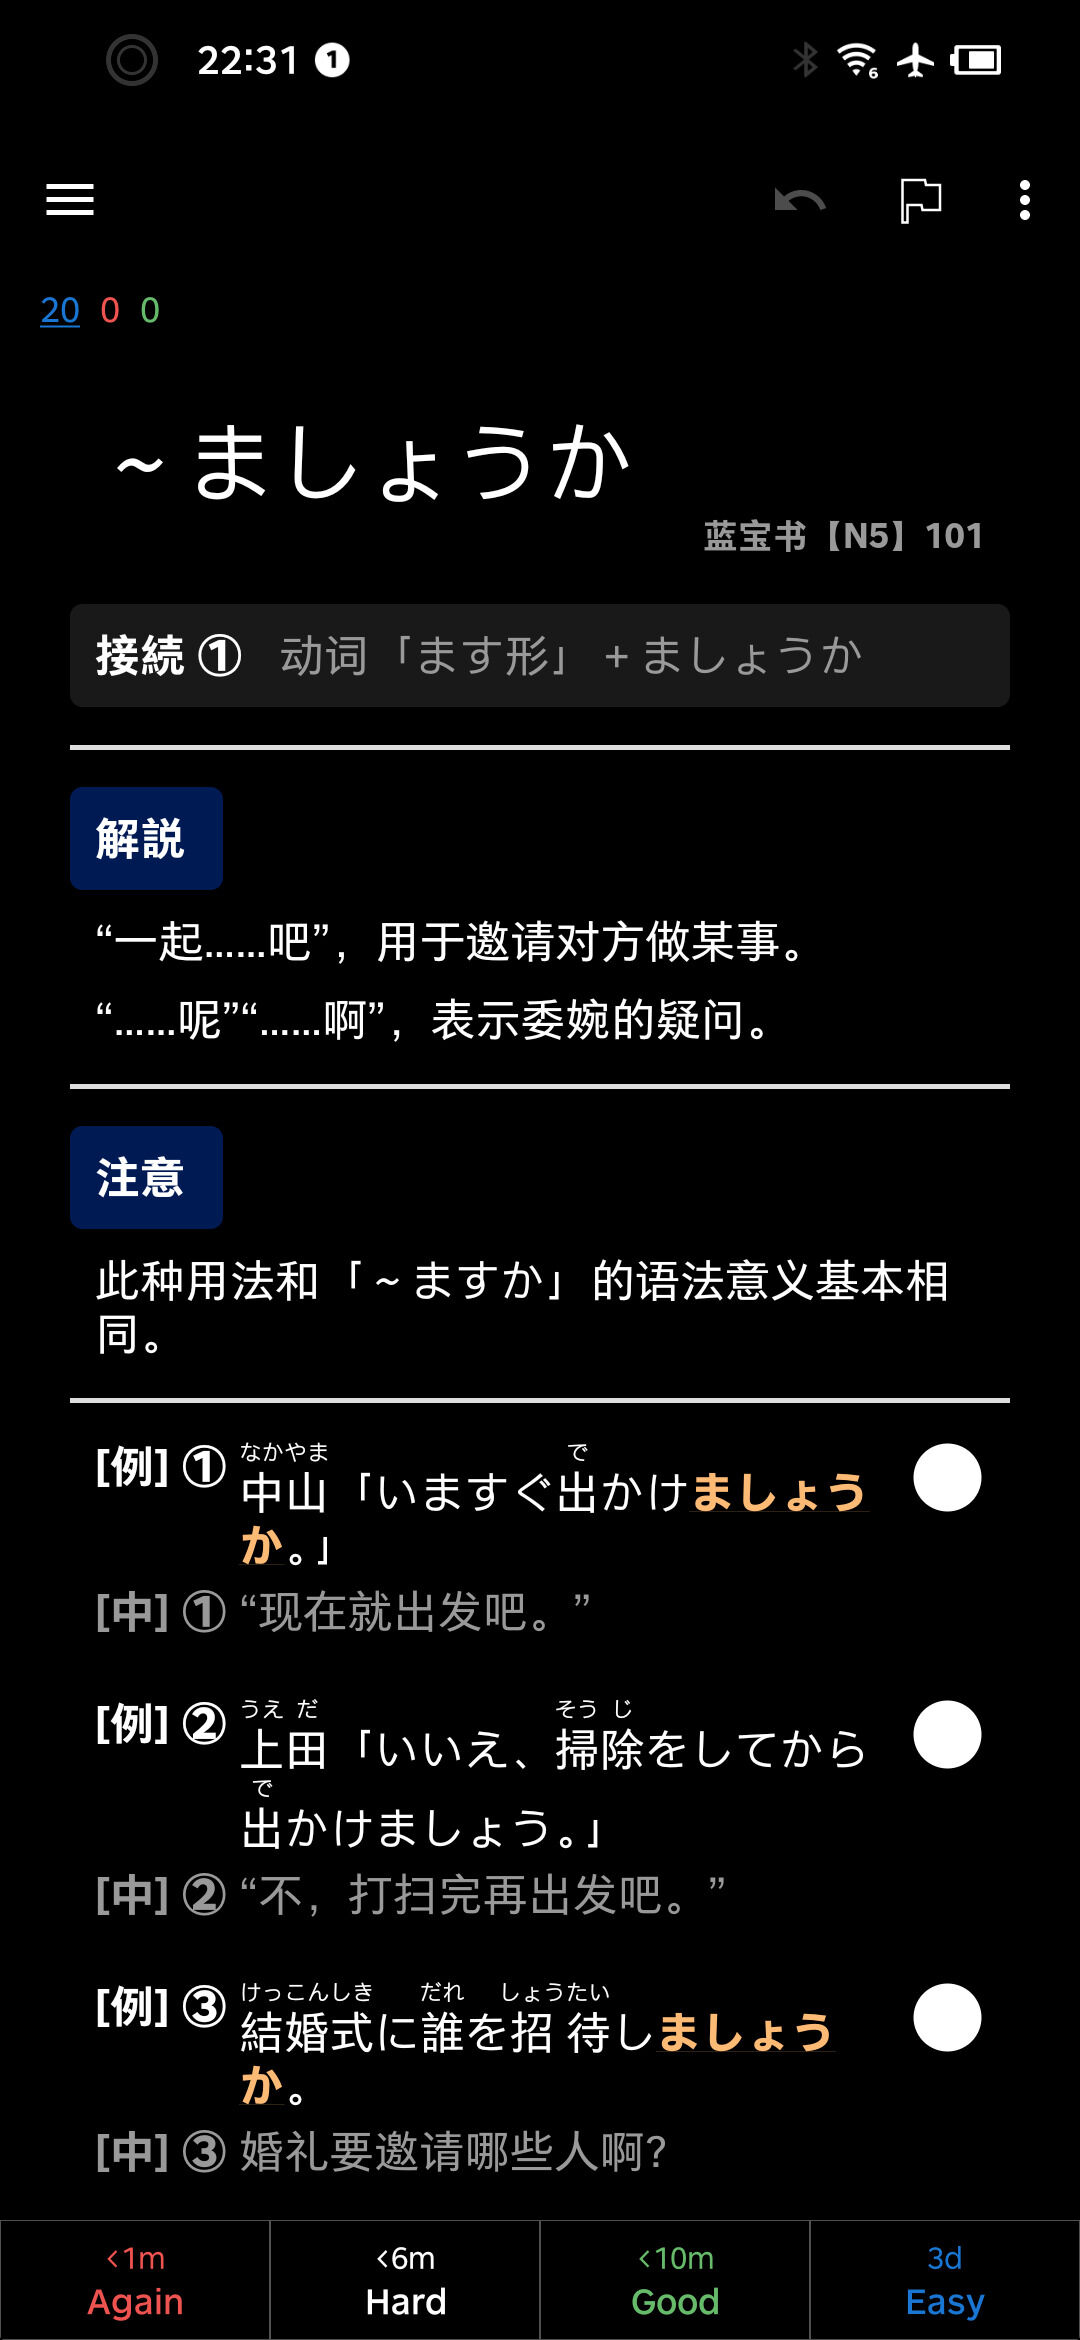 22:31 1
6
20 0 0
~ましょうか
蓝宝书【N5】101
接続 ① 动词「ます形」 + ましょうか
解説
“一起……吧”，用于邀请对方做某事。
“……呢”“……啊”，表示委婉的疑问。
注意
此种用法和「~ますか」的语法意义基本相
同。
なかやま で
[例] ① 中山「いますぐ出かけましょう
か。」
[中] ① “现在就出发吧。”
うえ だ そう じ
[例] ② 上田「いいえ、掃除をしてから
で
出かけましょう。」
[中] ② “不，打扫完再出发吧。”
けっこんしき だれ しょうたい
[例] ③ 結婚式に誰を招待しましょう
か。
[中] ③ 婚礼要邀请哪些人啊?
<1m <6m <10m 3d
Again Hard Good Easy